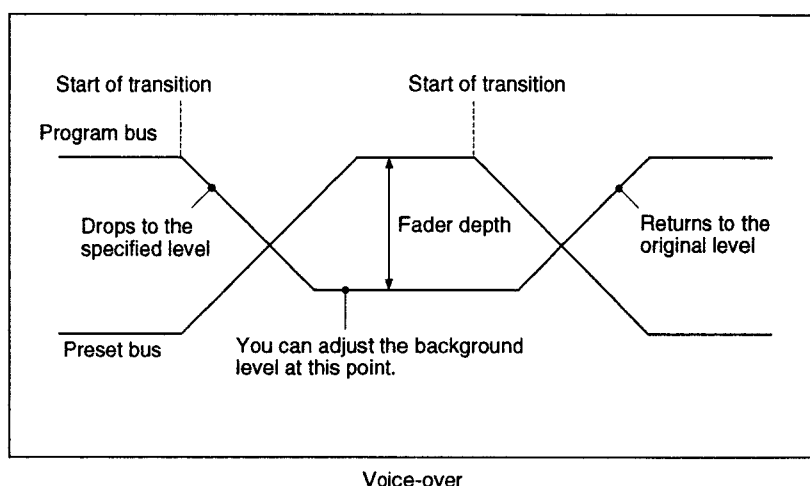 Start of transition
Start of transition
Program bus
Drops to the
specified level
Fader depth
Returns to the
original level
Preset bus
You can adjust the background
level at this point.
Voice-over